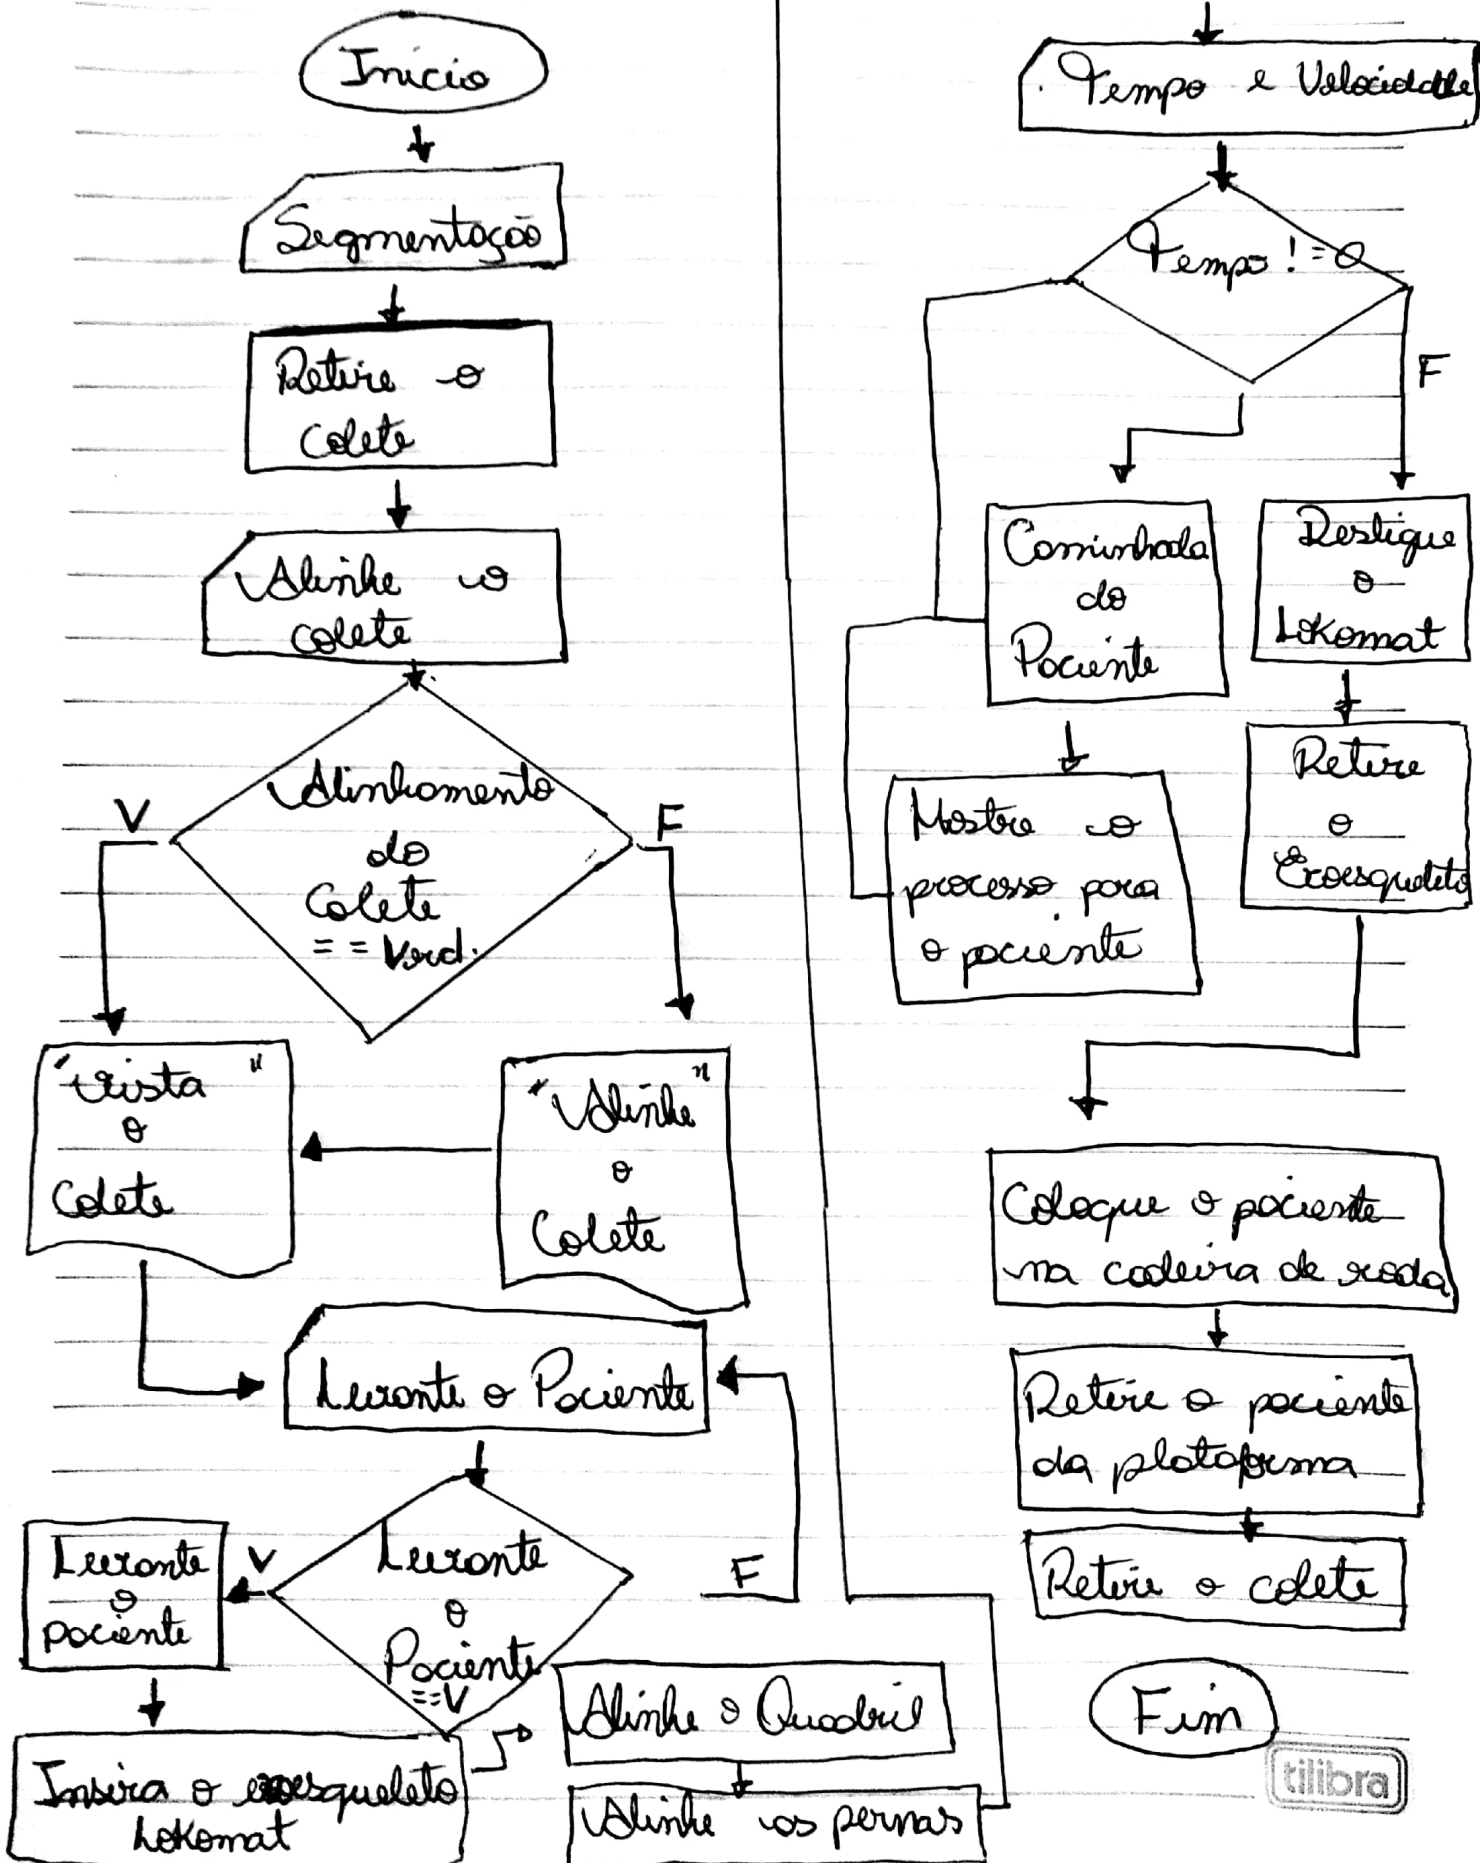 Início
Segmentação
Retire o
colete
Alinhe o
colete
Alinhamento
do
Colete
== Verd.
V
F
"Vista "
o
Colete
"Alinhe"
o
Colete
Levante o Paciente
Levante
o
Paciente
==V
V
F
Levante
o
paciente
Insira o exoesqueleto
Lokomat
Alinhe o Quadril
Alinhe as pernas
Tempo e Velocidade
Tempo != 0
F
Caminhada
do
Paciente
Mostre o
processo para
o paciente
Desligue
o
Lokomat
Retire
o
Exoesqueleto
Coloque o paciente
na cadeira de roda
Retire o paciente
da plataforma
Retire o colete
Fim
tilibra